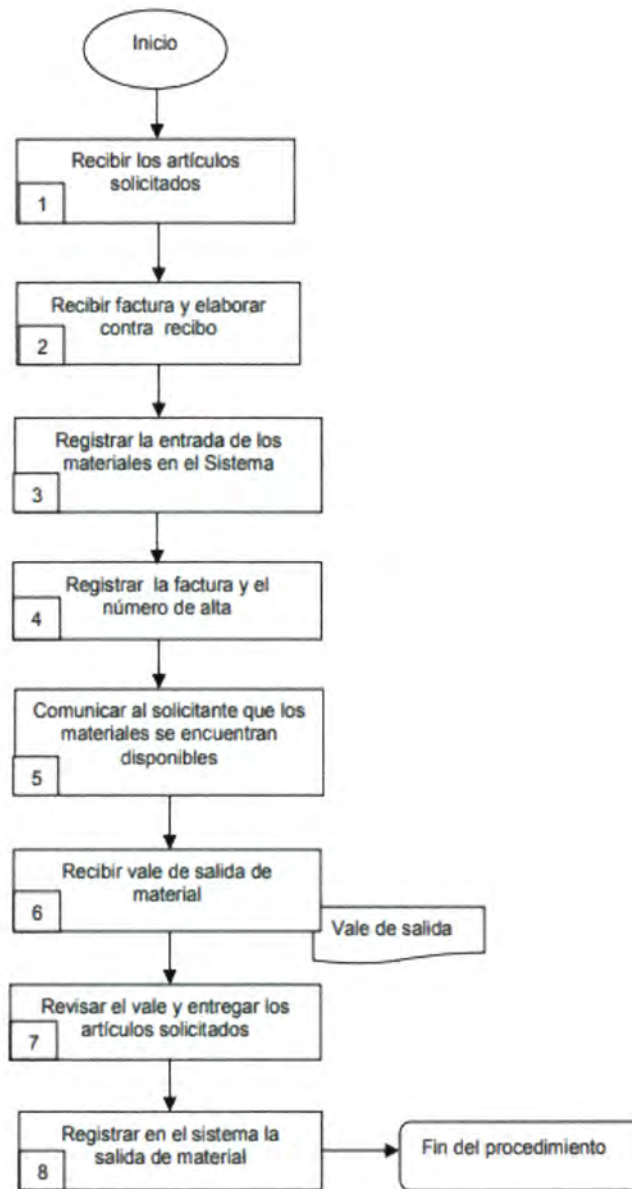 Inicio
Recibir los artículos
solicitados
1
Recibir factura y elaborar
contra recibo
2
Registrar la entrada de los
materiales en el Sistema
3
Registrar la factura y el
número de alta
4
Comunicar al solicitante que los
materiales se encuentran
disponibles
5
Recibir vale de salida de
material
6
Vale de salida
Revisar el vale y entregar los
artículos solicitados
7
Registrar en el sistema la
salida de material
8
Fin del procedimiento